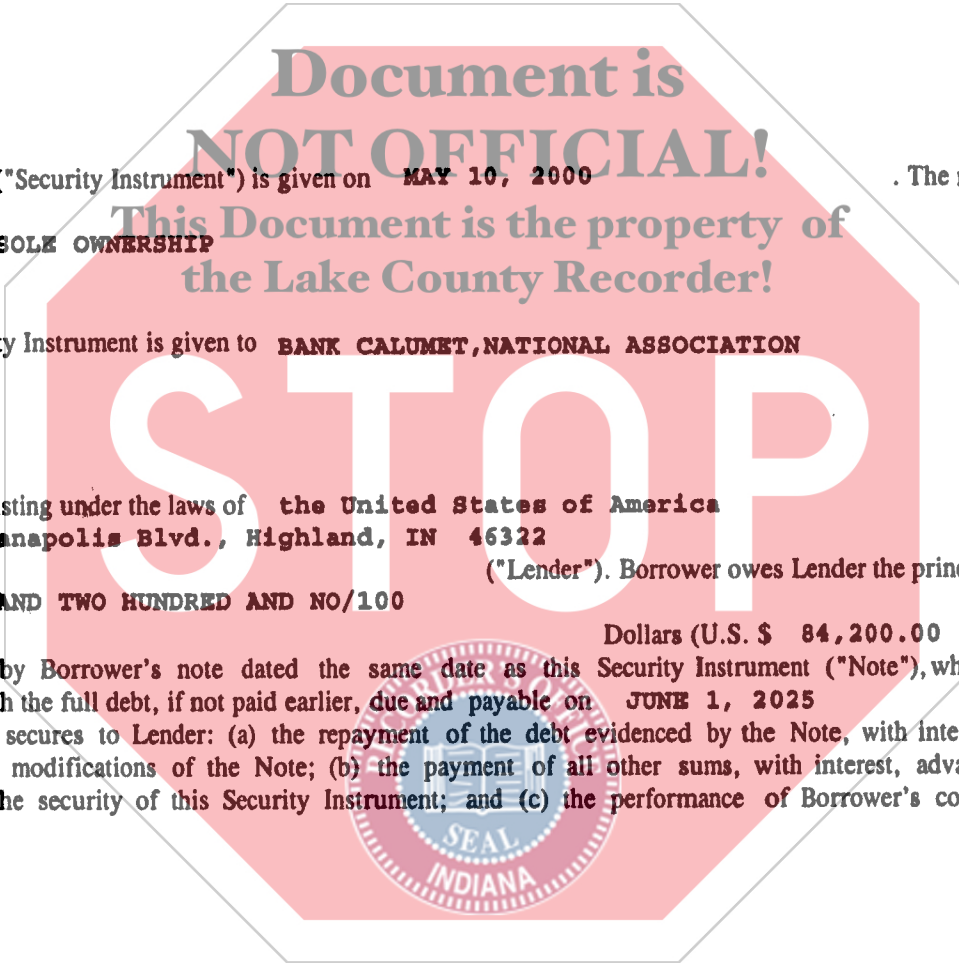 Document is
NOT OFFICIAL!
("Security Instrument") is given on MAY 10, 2000 . The
This Document is the property of
SOLE OWNERSHIP
the Lake County Recorder!
ty Instrument is given to BANK CALUMET,NATIONAL ASSOCIATION
STOP
sting under the laws of the United States of America
anapolis Blvd., Highland, IN 46322
("Lender"). Borrower owes Lender the princ
AND TWO HUNDRED AND NO/100
Dollars (U.S. $ 84,200.00
by Borrower's note dated the same date as this Security Instrument ("Note"), wh
h the full debt, if not paid earlier, due and payable on JUNE 1, 2025
secures to Lender: (a) the repayment of the debt evidenced by the Note, with inte
modifications of the Note; (b) the payment of all other sums, with interest, adva
he security of this Security Instrument; and (c) the performance of Borrower's co
RECORDER'S OFFICE
SEAL
INDIANA